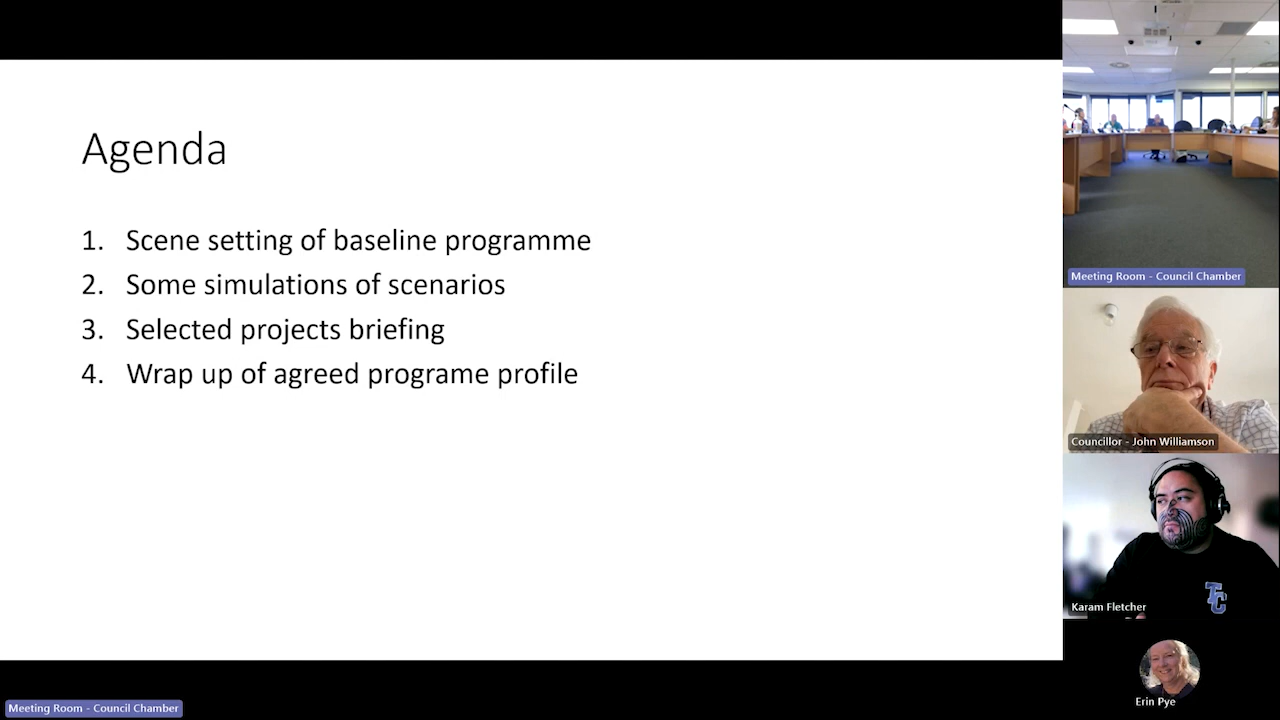 Agenda
1. Scene setting of baseline programme
2. Some simulations of scenarios
3. Selected projects briefing
4. Wrap up of agreed programe profile
Meeting Room - Council Chamber
Councillor - John Williamson
TC
Karam Fletcher
Erin Pye
Meeting Room - Council Chamber